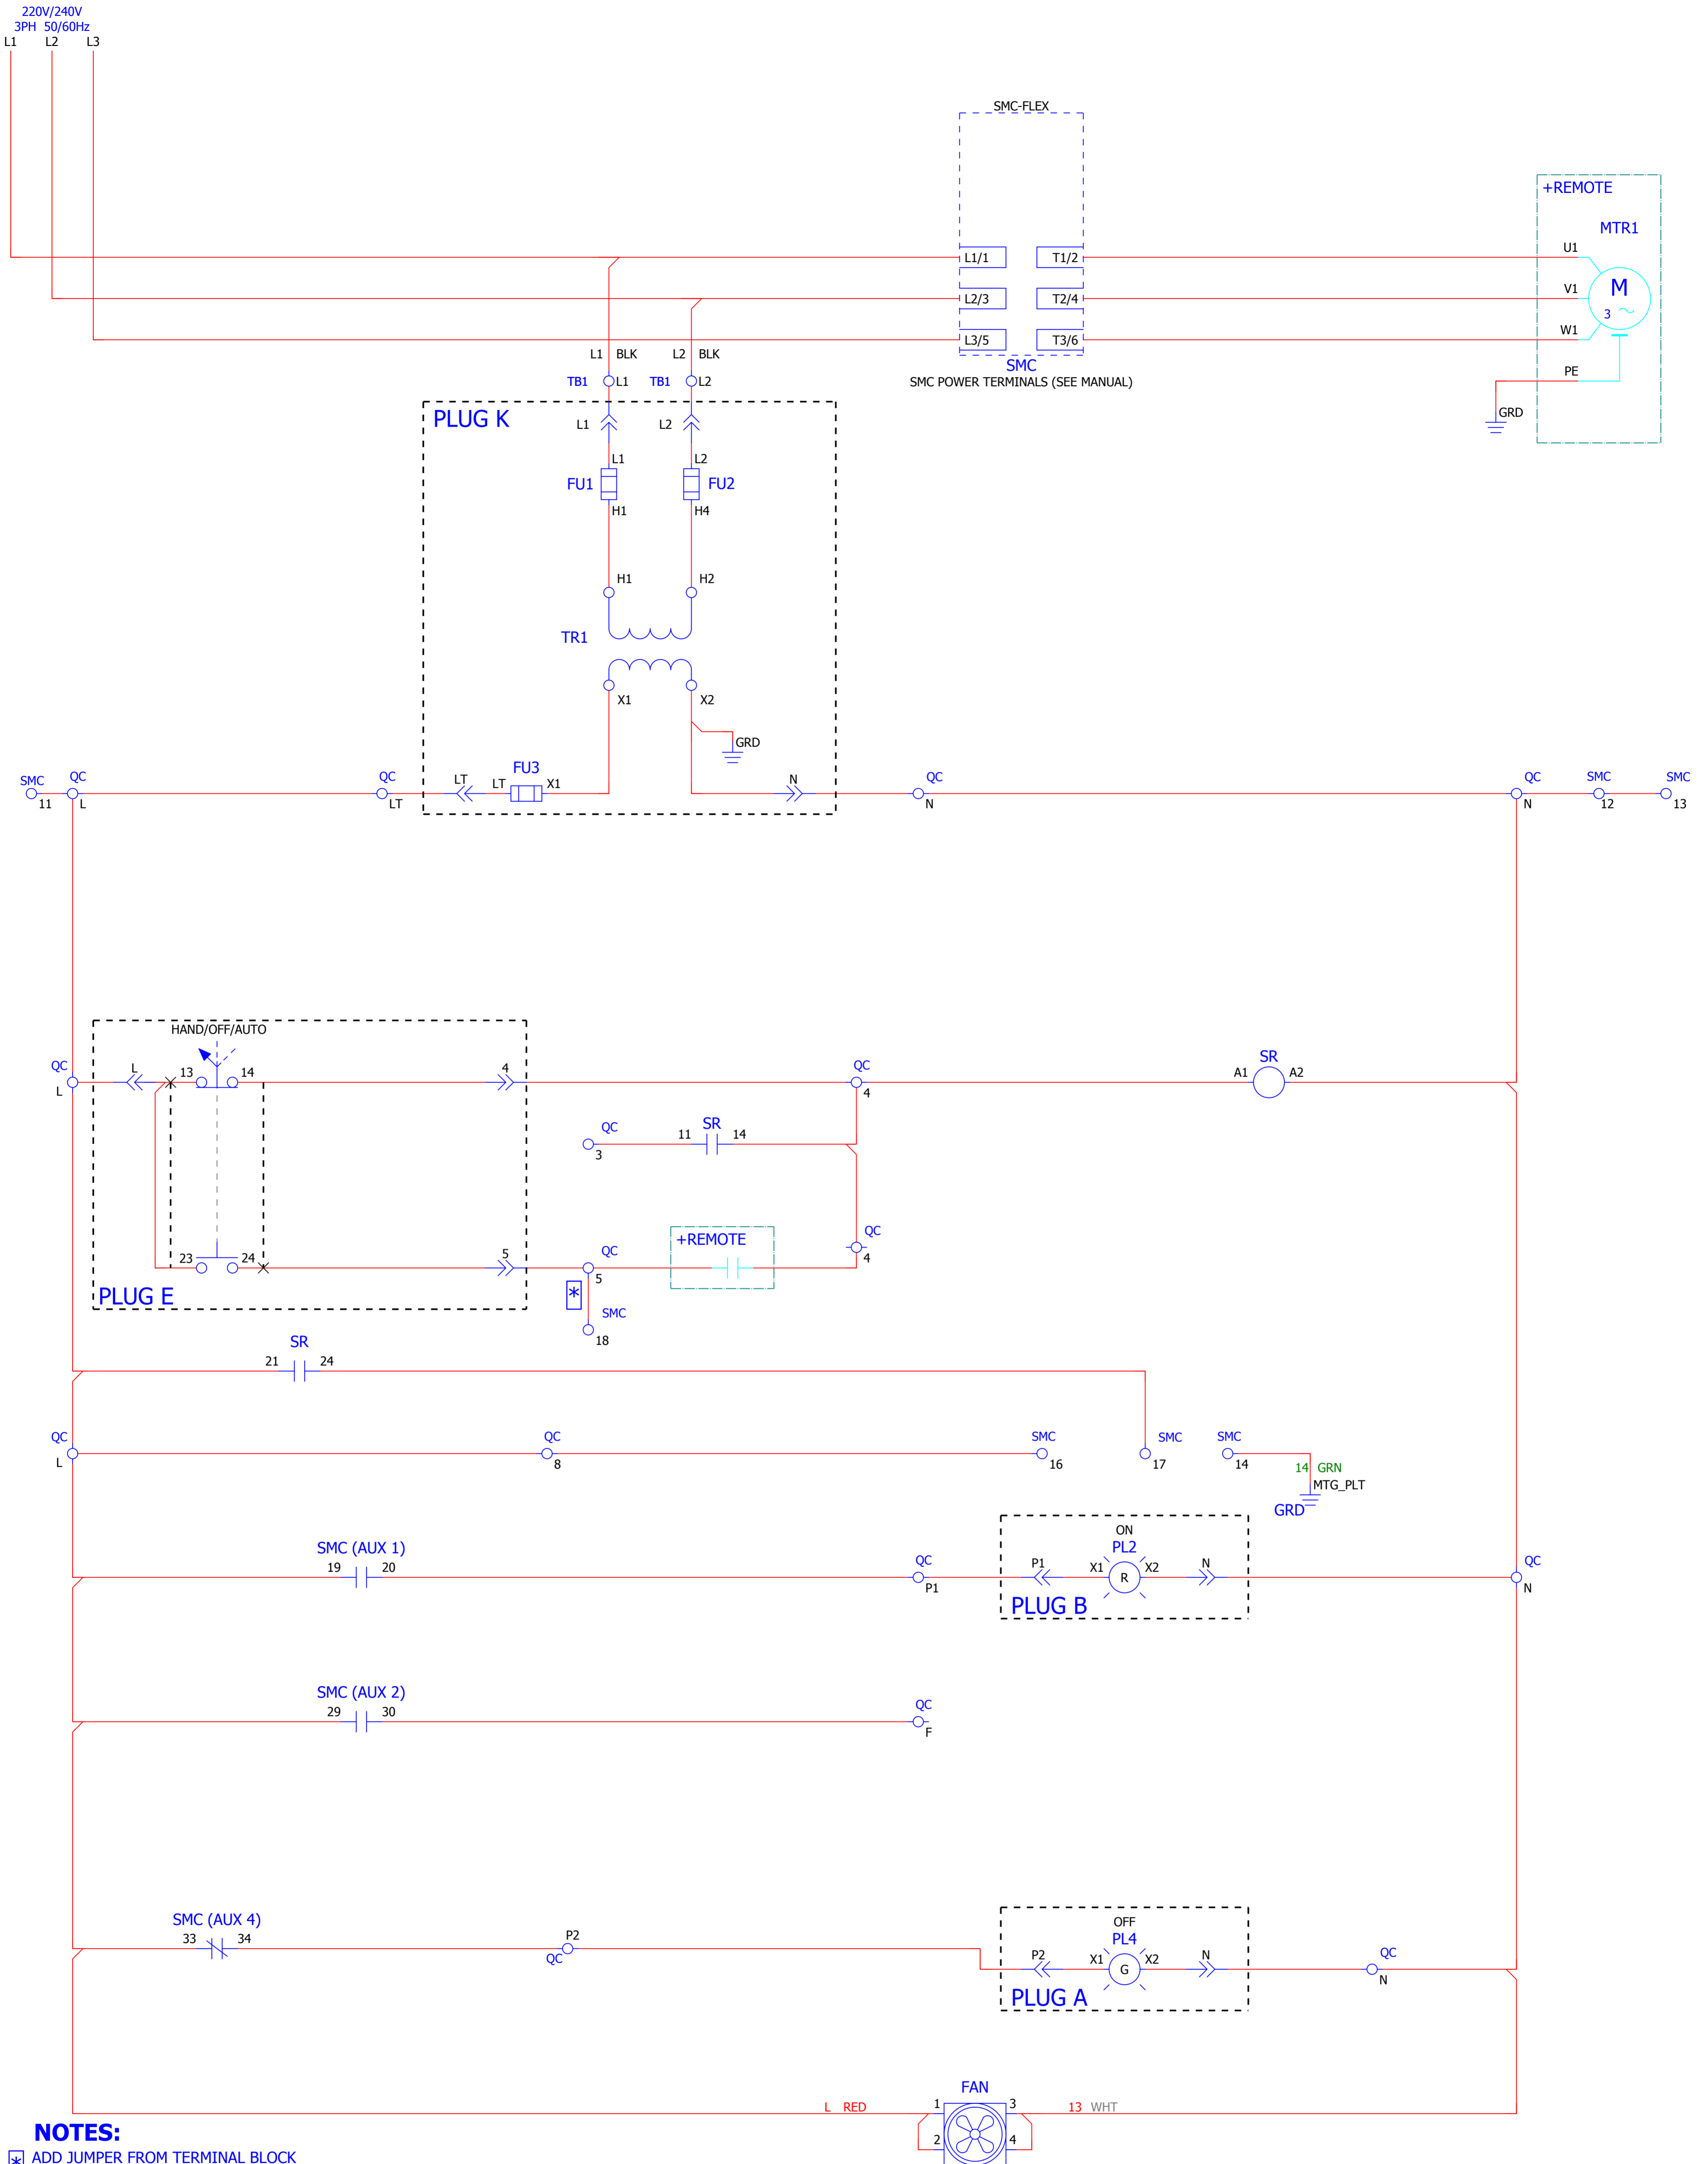 220V/240V
3PH 50/60Hz
L1 L2 L3
SMC-FLEX
+REMOTE
MTR1
U1
L1/1 T1/2
M
3
V1
L2/3 T2/4
W1
L3/5 T3/6
SMC
SMC POWER TERMINALS (SEE MANUAL)
PE
GRD
L1 BLK L2 BLK
TB1 L1 TB1 L2
PLUG K
L1 L2
L1 L2
FU1 FU2
H1 H4
H1 H2
TR1
X1 X2
GRD
SMC QC QC LT LT FU3 X1 N QC QC SMC SMC
11 L LT N N 12 13
HAND/OFF/AUTO
QC L 13 14 4 QC SR
L 4 A1 A2
QC 11 SR 14
3
QC
4
+REMOTE
23 24 5 QC
5
*
PLUG E
SMC
18
SR
21 24
QC QC SMC SMC SMC
L 8 16 17 14
14 GRN
MTG_PLT
GRD
ON
SMC (AUX 1) PL2
19 20 QC P1 X1 R X2 N QC
P1 N
PLUG B
SMC (AUX 2)
29 30 QC
F
OFF
SMC (AUX 4) PL4
33 34 P2
QC
P2 X1 G X2 N QC
N
PLUG A
FAN
L RED 1 3 13 WHT
2 4
NOTES:
* ADD JUMPER FROM TERMINAL BLOCK